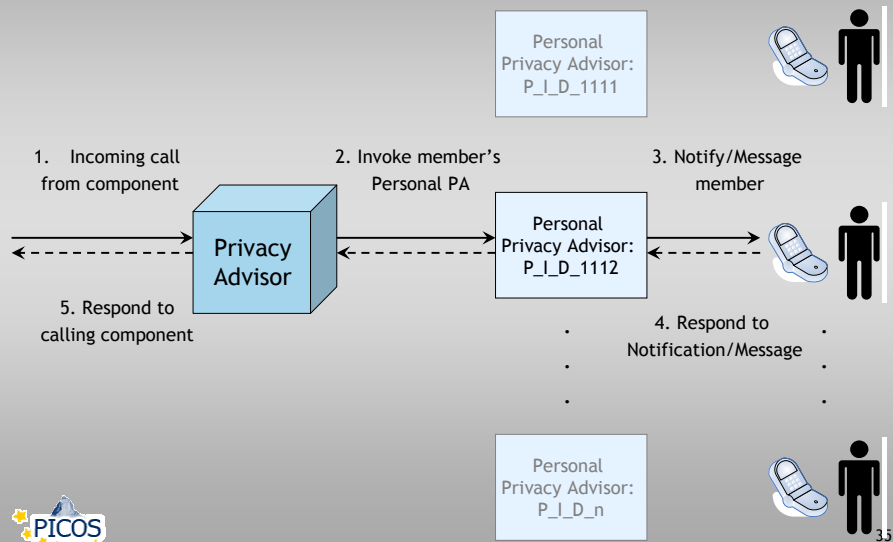 Personal
Privacy Advisor:
P_I_D_1111
1. Incoming call
from component
2. Invoke member's
Personal PA
3. Notify/Message
member
Privacy
Advisor
Personal
Privacy Advisor:
P_I_D_1112
5. Respond to
calling component
4. Respond to
Notification/Message
.
.
.
.
.
.
Personal
Privacy Advisor:
P_I_D_n
PICOS
35